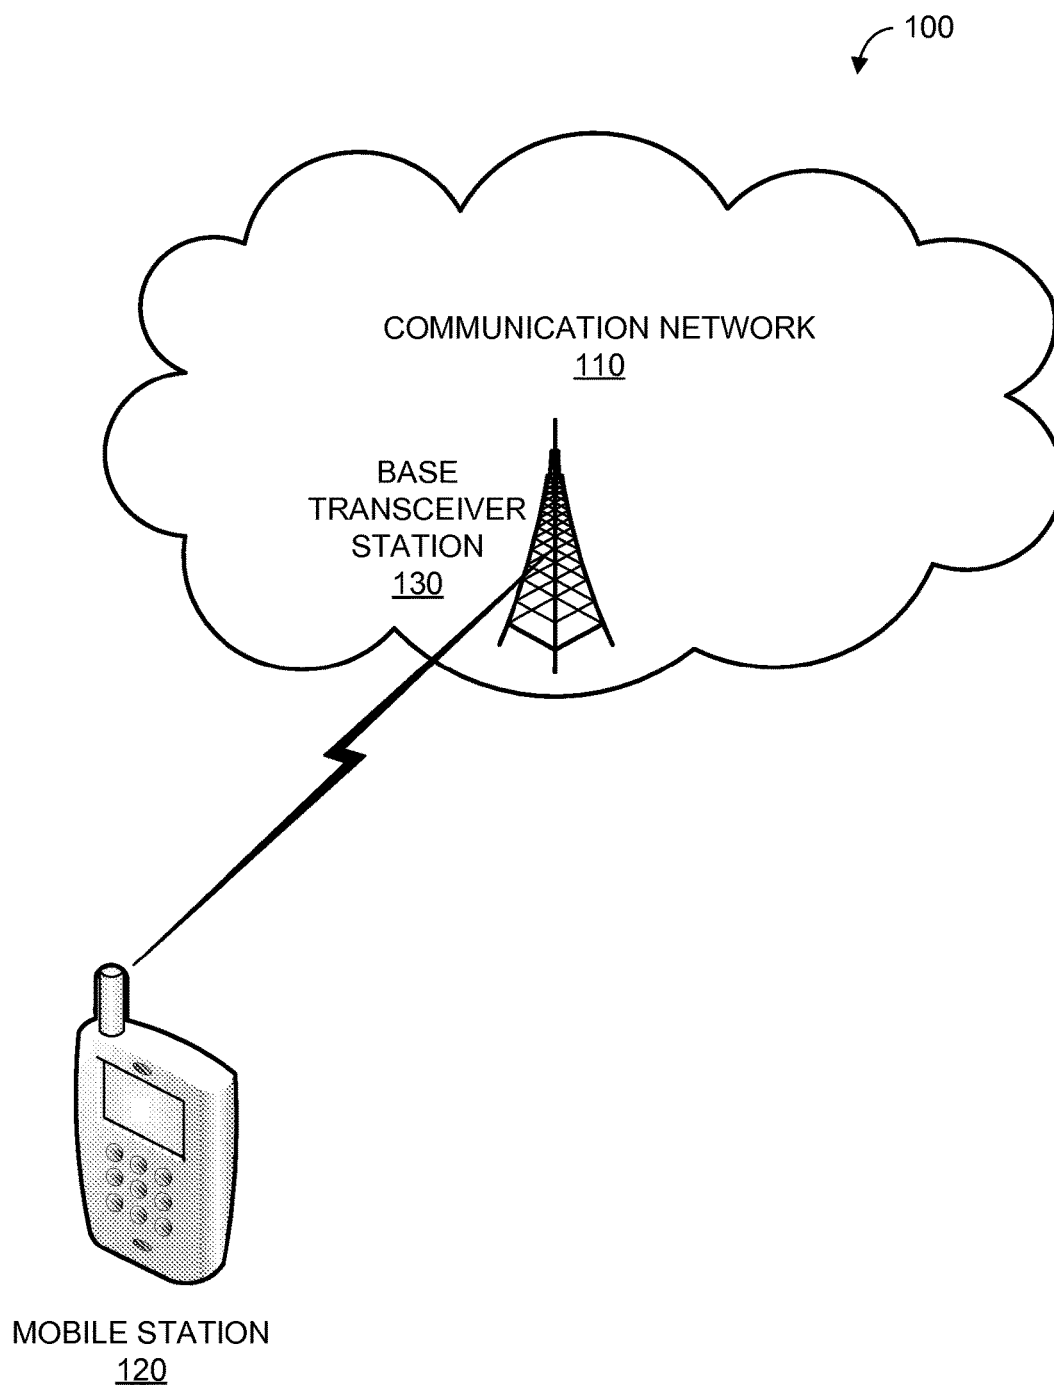 100
COMMUNICATION NETWORK
110
BASE
TRANSCEIVER
STATION
130
MOBILE STATION
120